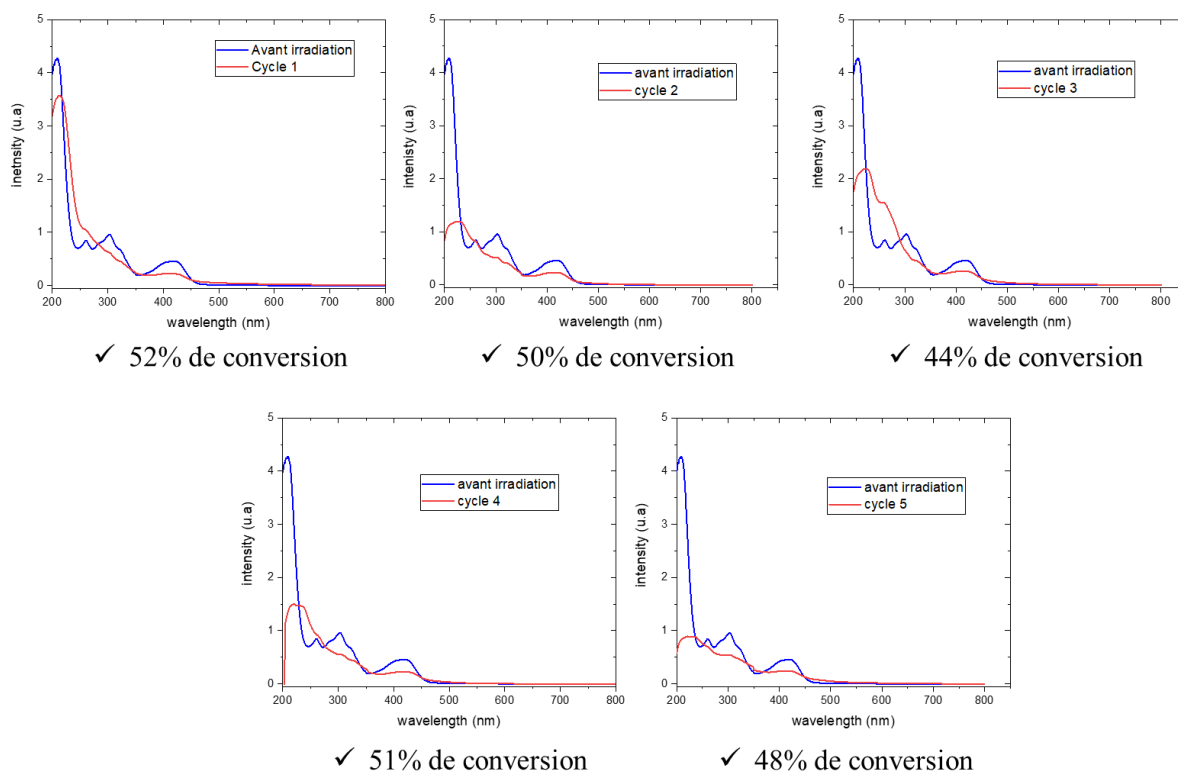 5
4
3
2
1
0
inetnsity (u.a)
Avant irradiation
Cycle 1
200 300 400 500 600 700 800
wavelength (nm)
✓ 52% de conversion
5
4
3
2
1
0
intenisty (u.a)
avant irradiation
cycle 2
200 300 400 500 600 700 800
wavelength (nm)
✓ 50% de conversion
5
4
3
2
1
0
intensity (u.a)
avant irradiation
cycle 3
200 300 400 500 600 700 800
wavelength (nm)
✓ 44% de conversion
5
4
3
2
1
0
intensity (u.a)
avant irradiation
cycle 4
200 300 400 500 600 700 800
wavelength (nm)
✓ 51% de conversion
5
4
3
2
1
0
intensity (u.a)
avant irradiation
cycle 5
200 300 400 500 600 700 800
wavelength (nm)
✓ 48% de conversion